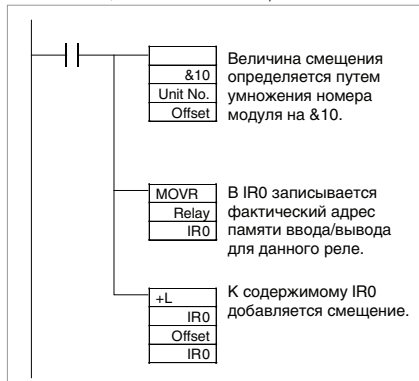 &10
Unit No.
Offset
Величина смещения
определяется путем
умножения номера
модуля на &10.
MOVR
Relay
IR0
В IR0 записывается
фактический адрес
памяти ввода/вывода
для данного реле.
+L
IR0
Offset
IR0
К содержимому IR0
добавляется смещение.